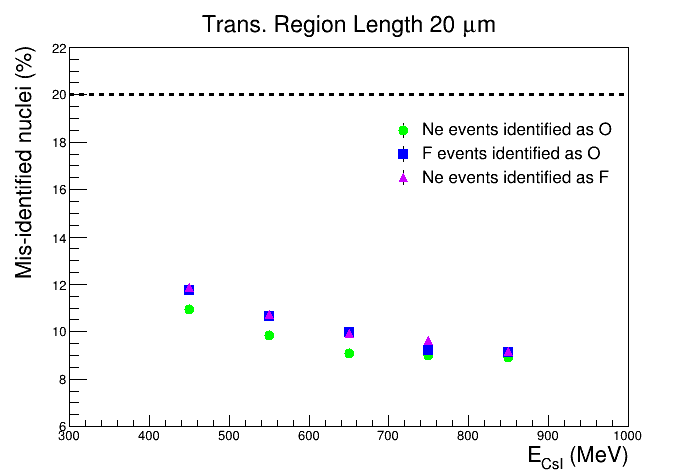 Trans. Region Length 20 μm
Mis-identified nuclei (%)
22
20
18
16
14
12
10
8
6
Ne events identified as O
F events identified as O
Ne events identified as F
300 400 500 600 700 800 900 1000
E_CsI (MeV)